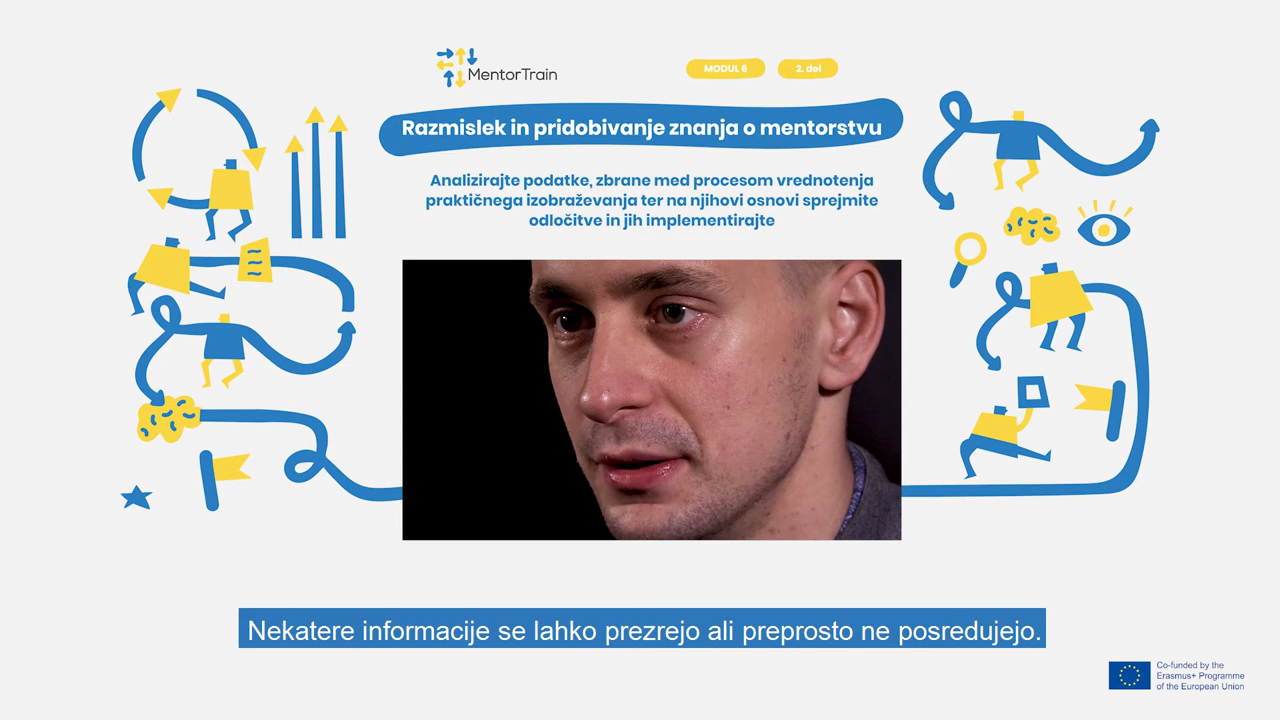 MentorTrain
MODUL 6
2. del
Razmislek in pridobivanje znanja o mentorstvu
Analizirajte podatke, zbrane med procesom vrednotenja
praktičnega izobraževanja ter na njihovi osnovi sprejmite
odločitve in jih implementirajte
Nekatere informacije se lahko prezrejo ali preprosto ne posredujejo.
Co-funded by the
Erasmus+ Programme
of the European Union